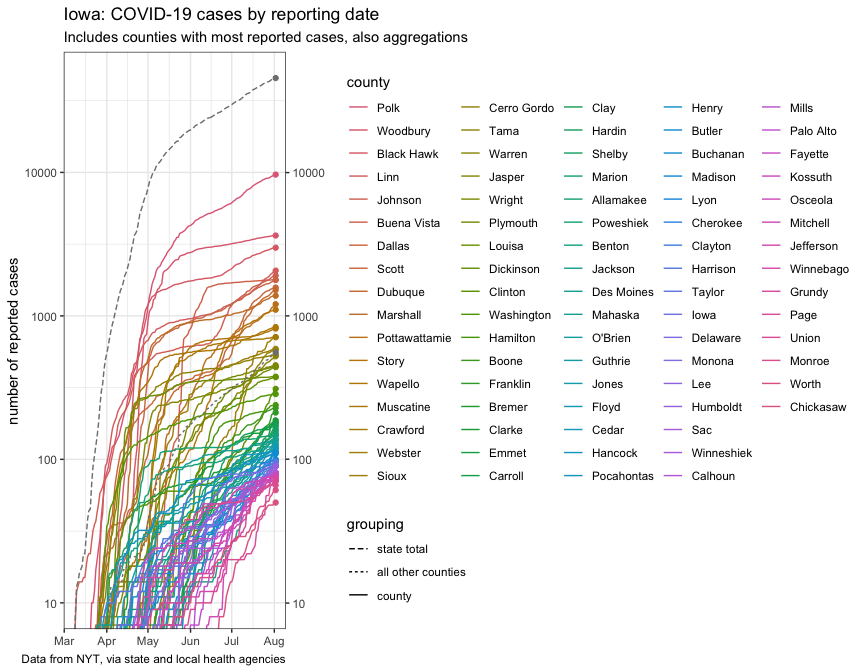 Iowa: COVID-19 cases by reporting date
Includes counties with most reported cases, also aggregations
number of reported cases
10000
1000
100
10
10000
1000
100
10
Mar Apr May Jun Jul Aug
Data from NYT, via state and local health agencies
county
Polk
Woodbury
Black Hawk
Linn
Johnson
Buena Vista
Dallas
Scott
Dubuque
Marshall
Pottawattamie
Story
Wapello
Muscatine
Crawford
Webster
Sioux
Cerro Gordo
Tama
Warren
Jasper
Wright
Plymouth
Louisa
Dickinson
Clinton
Washington
Hamilton
Boone
Franklin
Bremer
Clarke
Emmet
Carroll
Clay
Hardin
Shelby
Marion
Allamakee
Poweshiek
Benton
Jackson
Des Moines
Mahaska
O'Brien
Guthrie
Jones
Floyd
Cedar
Hancock
Pocahontas
Henry
Butler
Buchanan
Madison
Lyon
Cherokee
Clayton
Harrison
Taylor
Iowa
Delaware
Monona
Lee
Humboldt
Sac
Winneshiek
Calhoun
Mills
Palo Alto
Fayette
Kossuth
Osceola
Mitchell
Jefferson
Winnebago
Grundy
Page
Union
Monroe
Worth
Chickasaw
grouping
state total
all other counties
county